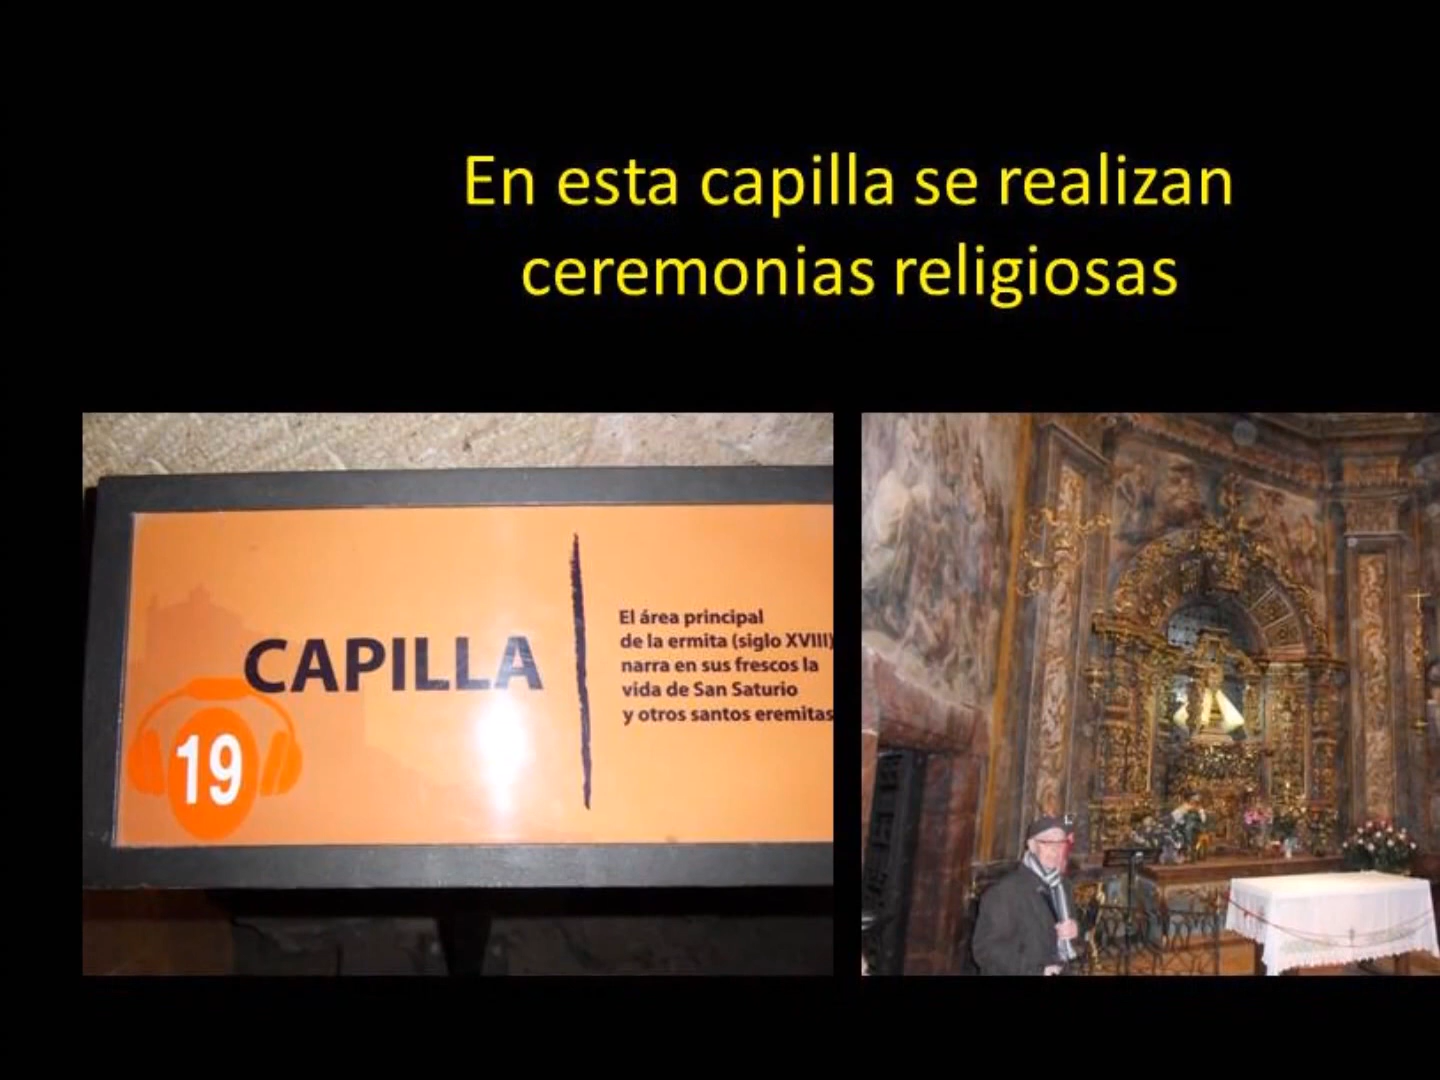 En esta capilla se realizan
ceremonias religiosas
CAPILLA
19
El área principal
de la ermita (siglo XVIII)
narra en sus frescos la
vida de San Saturio
y otros santos eremitas